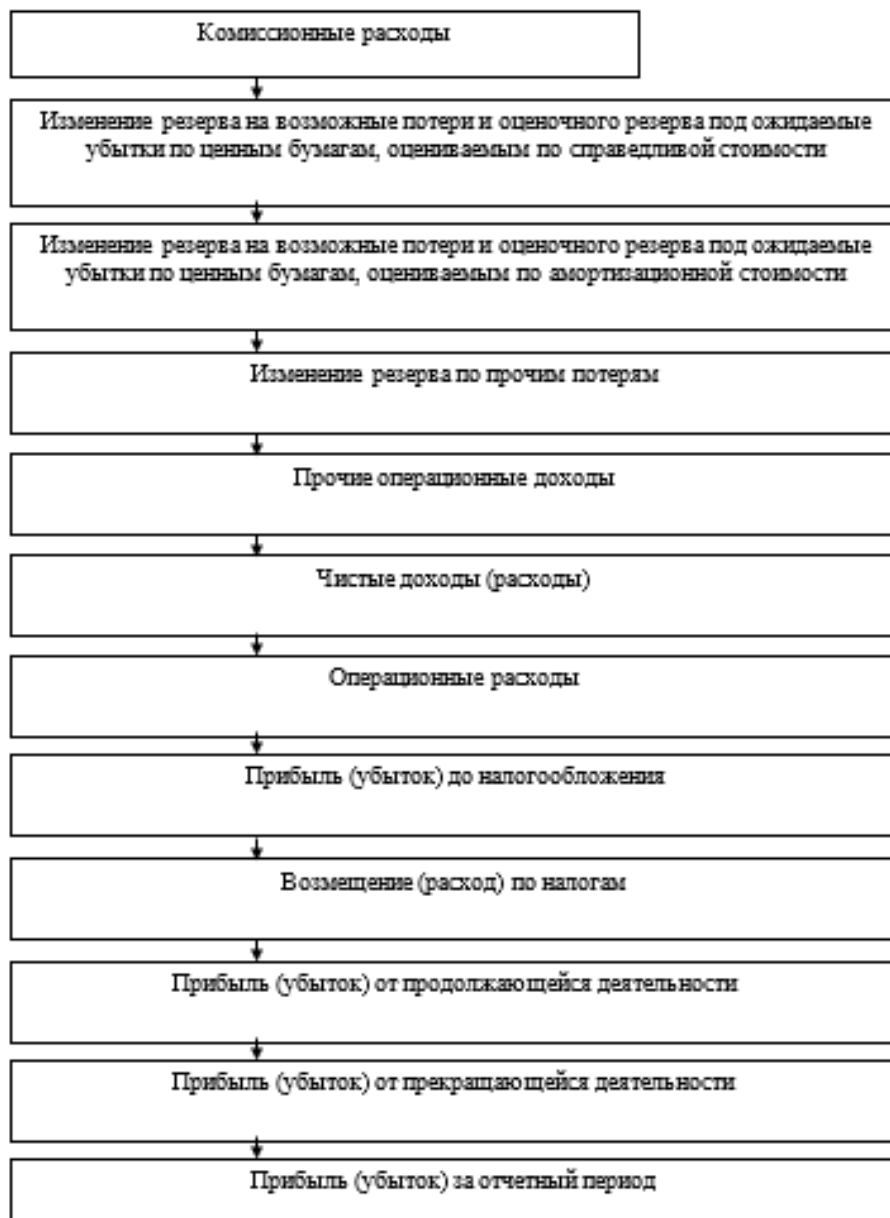 Комиссионные расходы
Изменение резерва на возможные потери и оценочного резерва под ожидаемые
убытки по ценным бумагам, оцениваемым по справедливой стоимости
Изменение резерва на возможные потери и оценочного резерва под ожидаемые
убытки по ценным бумагам, оцениваемым по амортизационной стоимости
Изменение резерва по прочим потерям
Прочие операционные доходы
Чистые доходы (расходы)
Операционные расходы
Прибыль (убыток) до налогообложения
Возмещение (расход) по налогам
Прибыль (убыток) от продолжающейся деятельности
Прибыль (убыток) от прекращающейся деятельности
Прибыль (убыток) за отчетный период